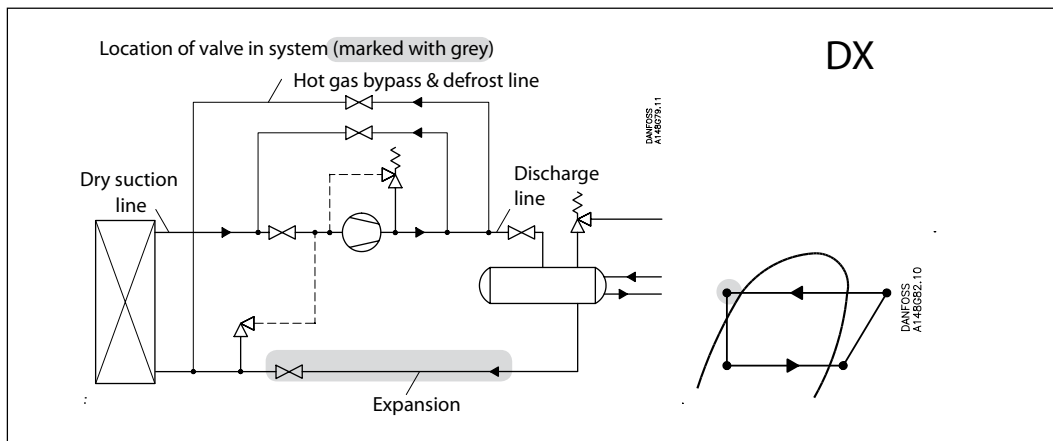 Location of valve in system (marked with grey)
DX
Hot gas bypass & defrost line
DANFOSS
A148G79.11
Dry suction
line
Discharge
line
DANFOSS
A148G82.10
Expansion